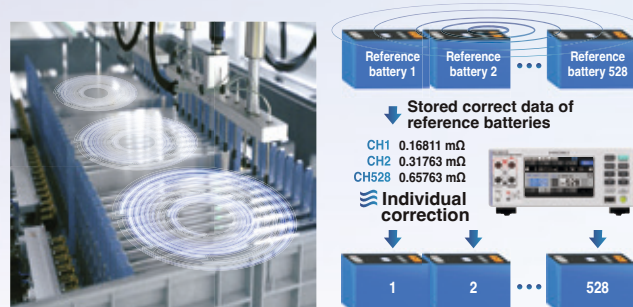 Reference
battery 1
Reference
battery 2
Reference
battery 528
Stored correct data of
reference batteries
CH1 0.16811 mΩ
CH2 0.31763 mΩ
CH528 0.65763 mΩ
Individual
correction
1
2
528